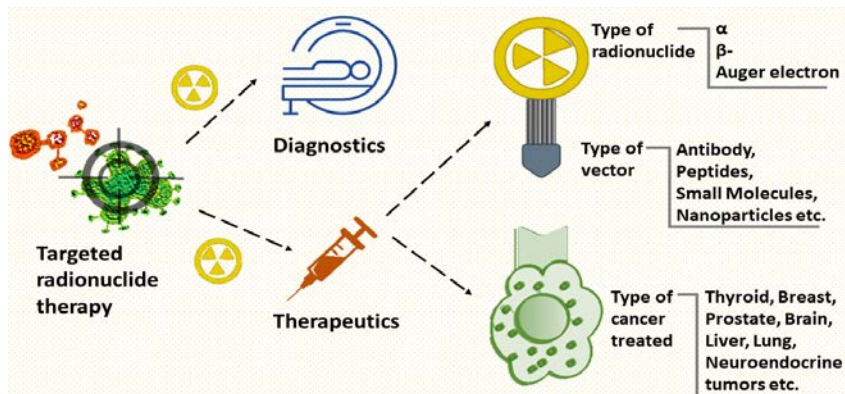 Targeted
radionuclide
therapy
Diagnostics
Therapeutics
Type of
radionuclide
α
β-
Auger electron
Type of
vector
Antibody,
Peptides,
Small Molecules,
Nanoparticles etc.
Type of
cancer
treated
Thyroid, Breast,
Prostate, Brain,
Liver, Lung,
Neuroendocrine
tumors etc.